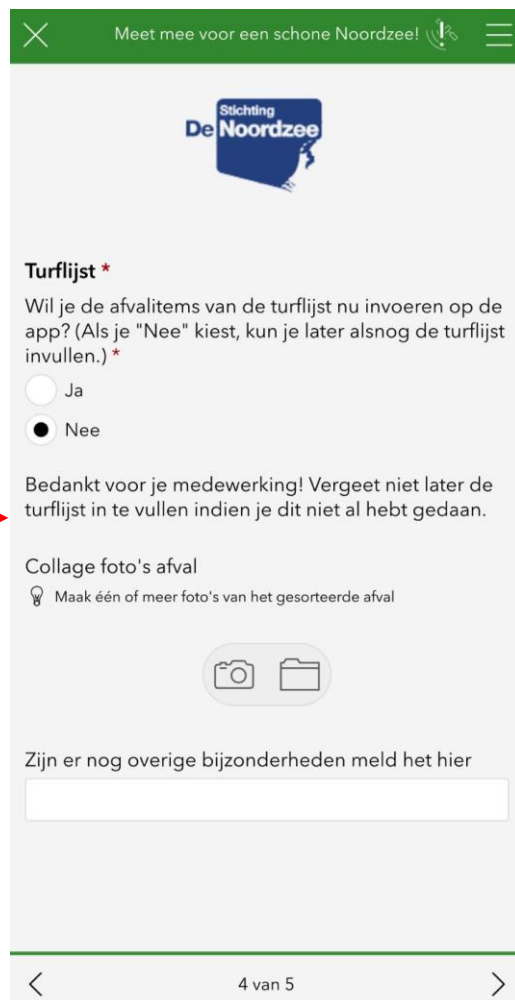 Meet mee voor een schone Noordzee!
Stichting
De Noordzee
Turflijst *
Wil je de afvalitems van de turflijst nu invoeren op de
app? (Als je "Nee" kiest, kun je later alsnog de turflijst
invullen.) *
Ja
Nee
Bedankt voor je medewerking! Vergeet niet later de
turflijst in te vullen indien je dit niet al hebt gedaan.
Collage foto's afval
Maak één of meer foto's van het gesorteerde afval
Zijn er nog overige bijzonderheden meld het hier
4 van 5